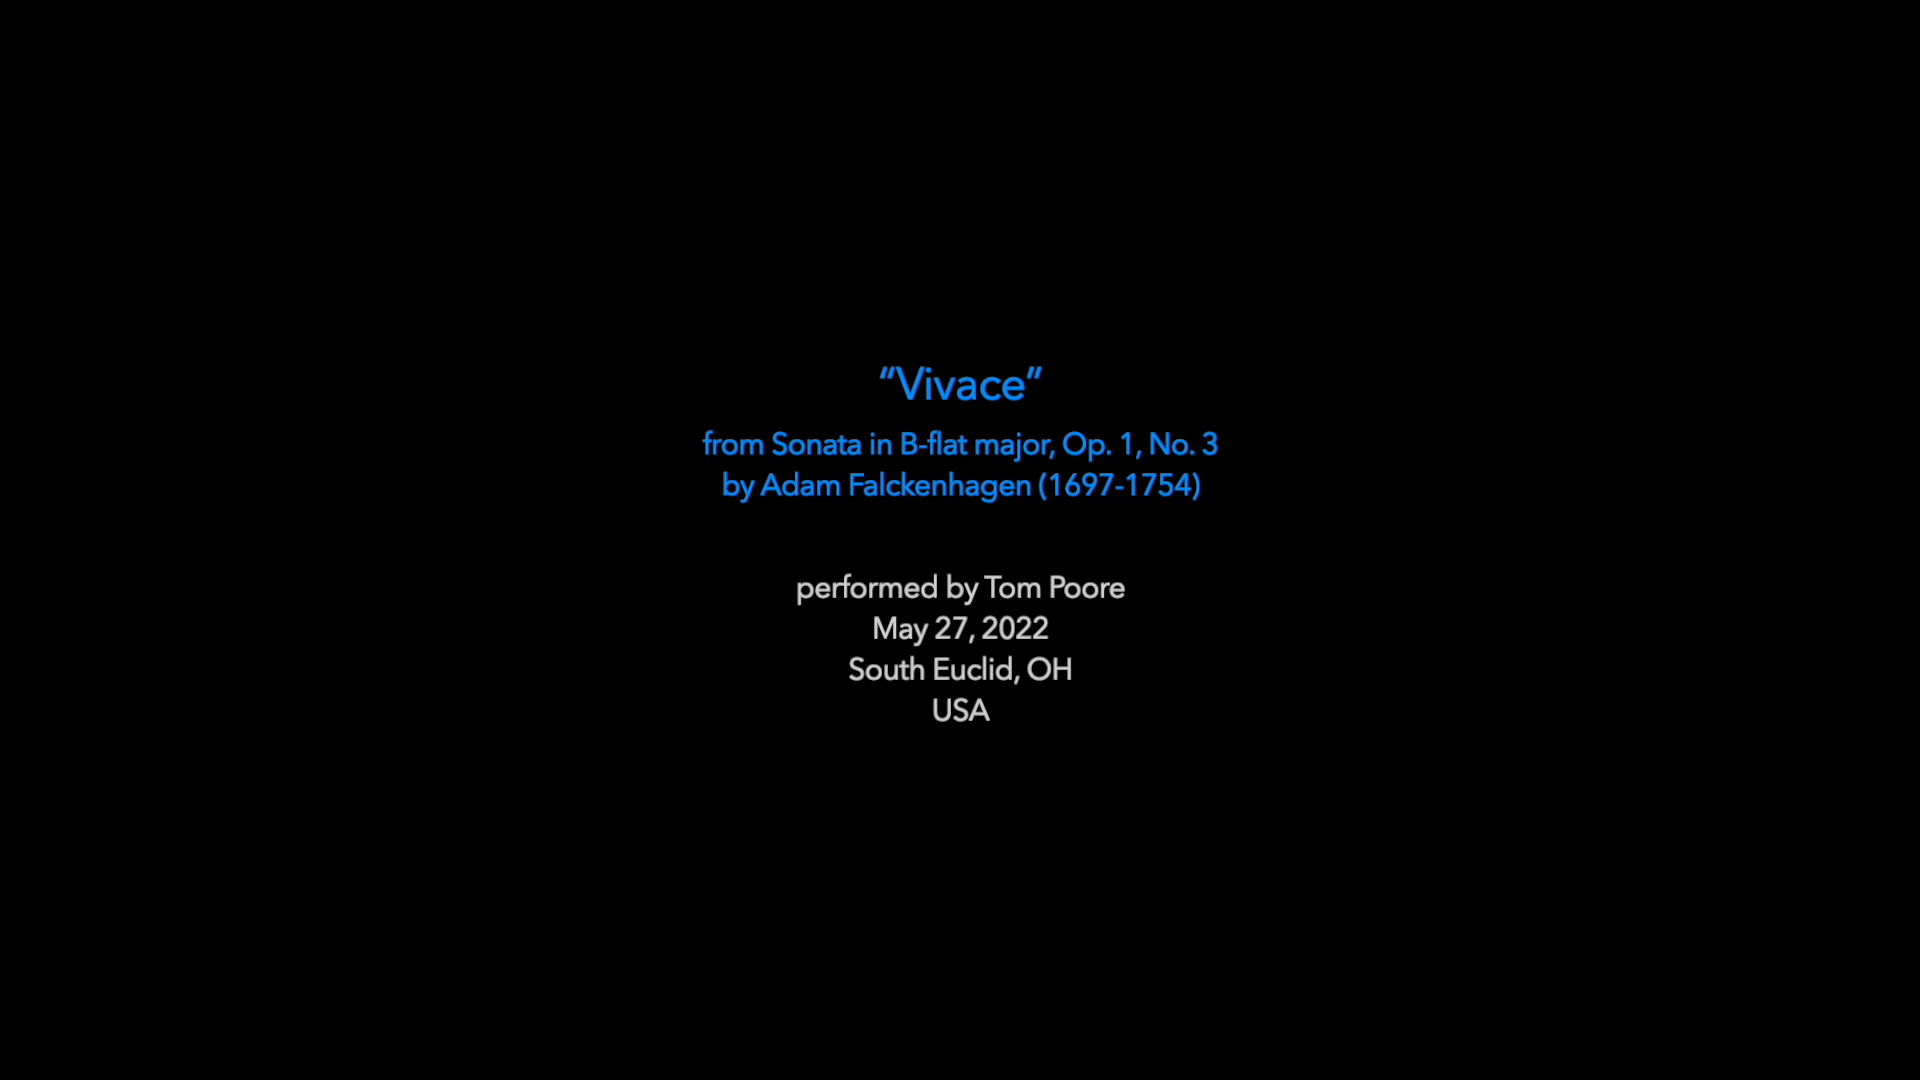 “Vivace”
from Sonata in B-flat major, Op. 1, No. 3
by Adam Falckenhagen (1697-1754)
performed by Tom Poore
May 27, 2022
South Euclid, OH
USA